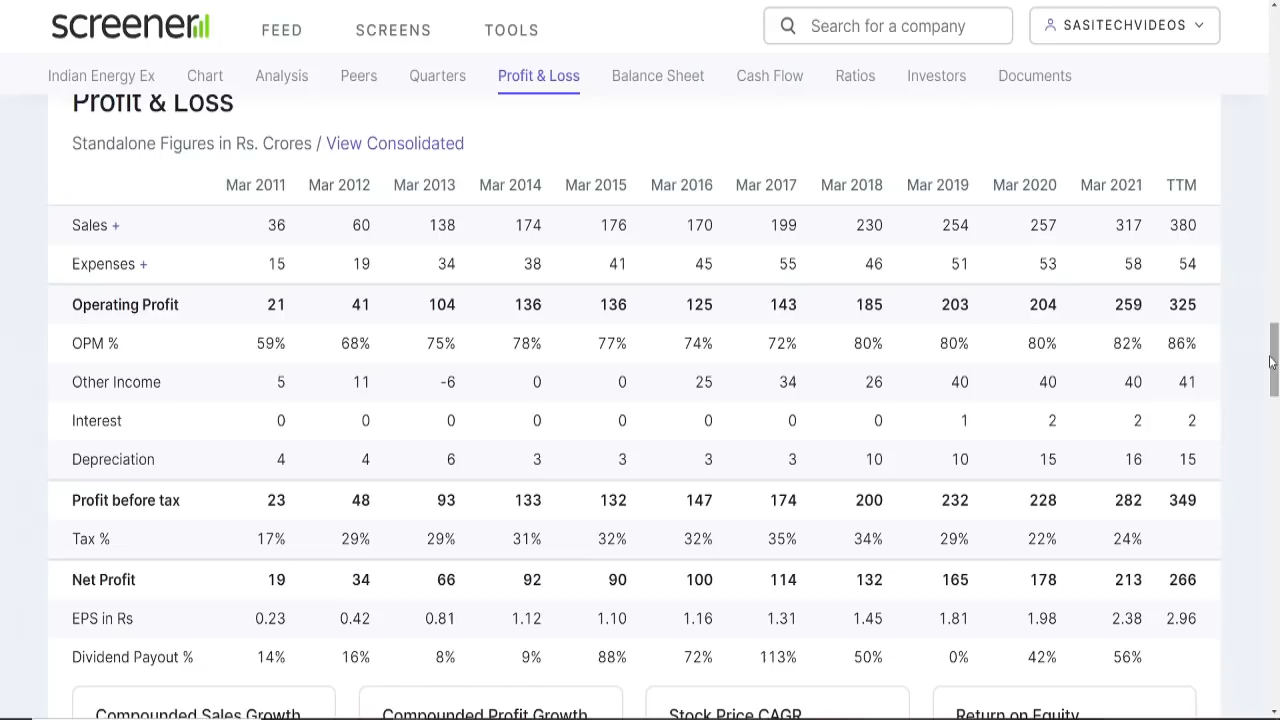 screener
FEED SCREENS TOOLS Search for a company SASITECHVIDEOS
Indian Energy Ex Chart Analysis Peers Quarters Profit & Loss Balance Sheet Cash Flow Ratios Investors Documents
Profit & Loss
Standalone Figures in Rs. Crores / View Consolidated
Mar 2011 Mar 2012 Mar 2013 Mar 2014 Mar 2015 Mar 2016 Mar 2017 Mar 2018 Mar 2019 Mar 2020 Mar 2021 TTM
Sales + 36 60 138 174 176 170 199 230 254 257 317 380
Expenses + 15 19 34 38 41 45 55 46 51 53 58 54
Operating Profit 21 41 104 136 136 125 143 185 203 204 259 325
OPM % 59% 68% 75% 78% 77% 74% 72% 80% 80% 80% 82% 86%
Other Income 5 11 -6 0 0 25 34 26 40 40 40 41
Interest 0 0 0 0 0 0 0 0 1 2 2 2
Depreciation 4 4 6 3 3 3 3 10 10 15 16 15
Profit before tax 23 48 93 133 132 147 174 200 232 228 282 349
Tax % 17% 29% 29% 31% 32% 32% 35% 34% 29% 22% 24%
Net Profit 19 34 66 92 90 100 114 132 165 178 213 266
EPS in Rs 0.23 0.42 0.81 1.12 1.10 1.16 1.31 1.45 1.81 1.98 2.38 2.96
Dividend Payout % 14% 16% 8% 9% 88% 72% 113% 50% 0% 42% 56%
Compounded Sales Growth Compounded Profit Growth Stock Price CAGR Return on Equity